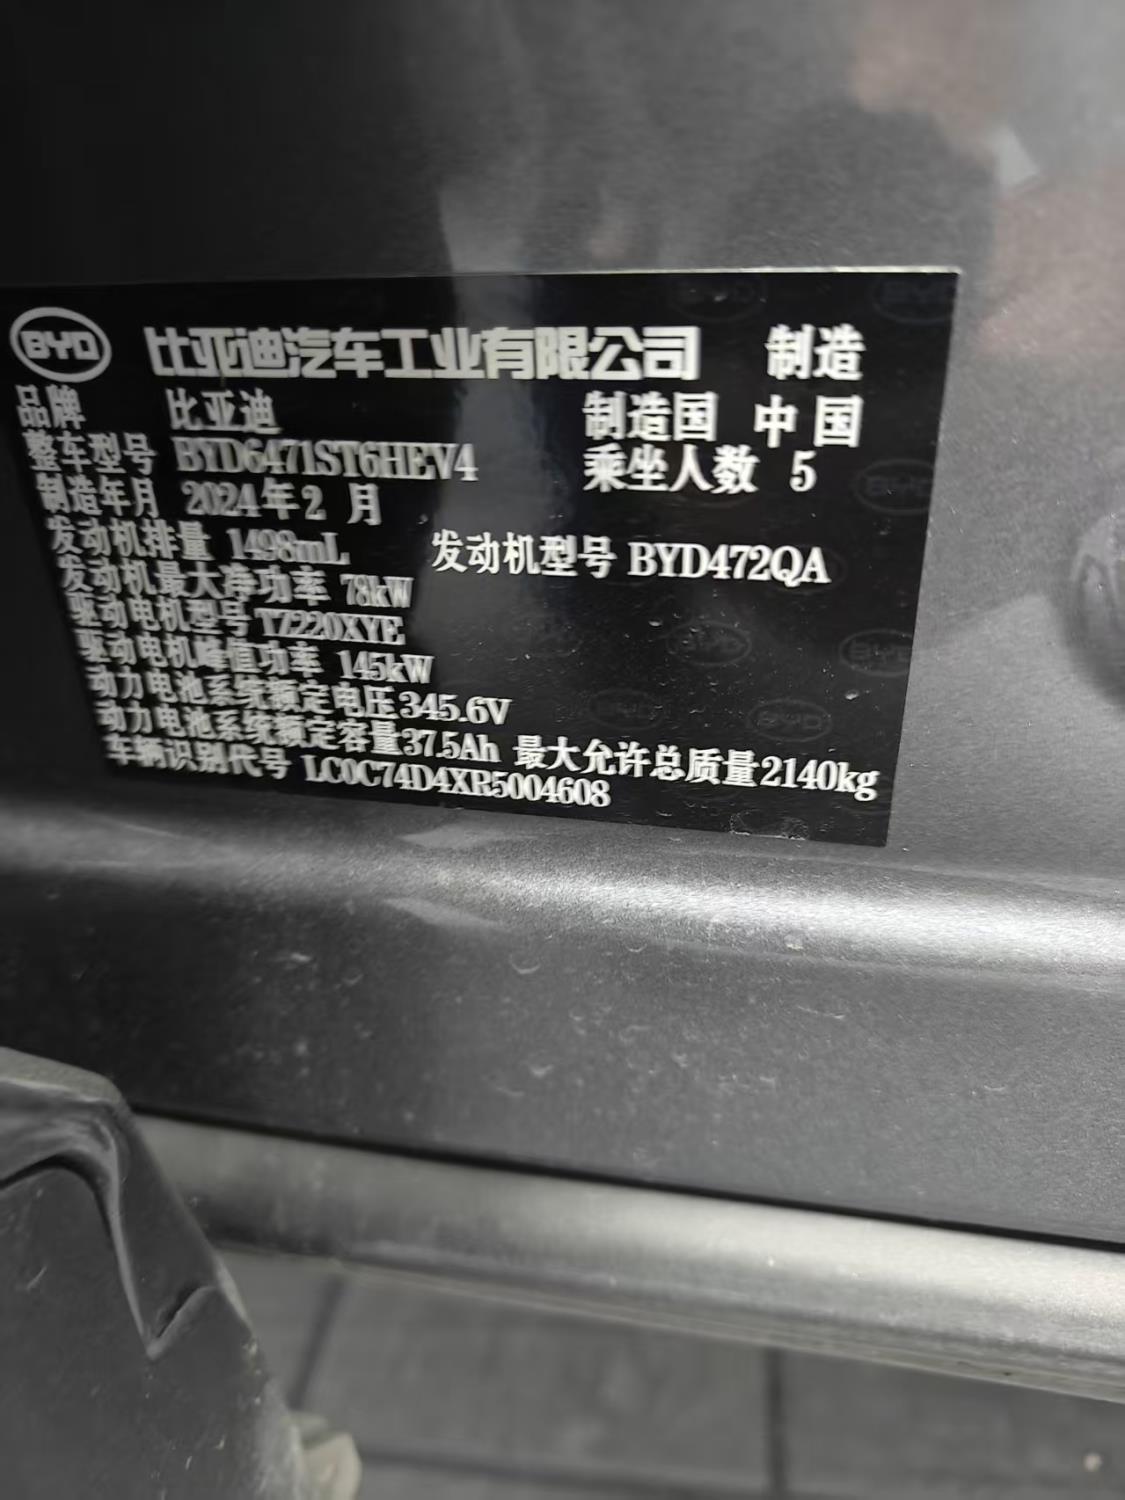 BYD 比亚迪汽车工业有限公司 制造
品牌 比亚迪 制造国 中国
整车型号 BYD6471ST6HEV4 乘坐人数 5
制造年月 2024年2月
发动机排量 1498mL 发动机型号 BYD472QA
发动机最大净功率 78kW
驱动电机型号 TZ220XYE
驱动电机峰值功率 145kW
动力电池系统额定电压 345.6V
动力电池系统额定容量 37.5Ah 最大允许总质量 2140kg
车辆识别代号 LC0C74D4XR5004608